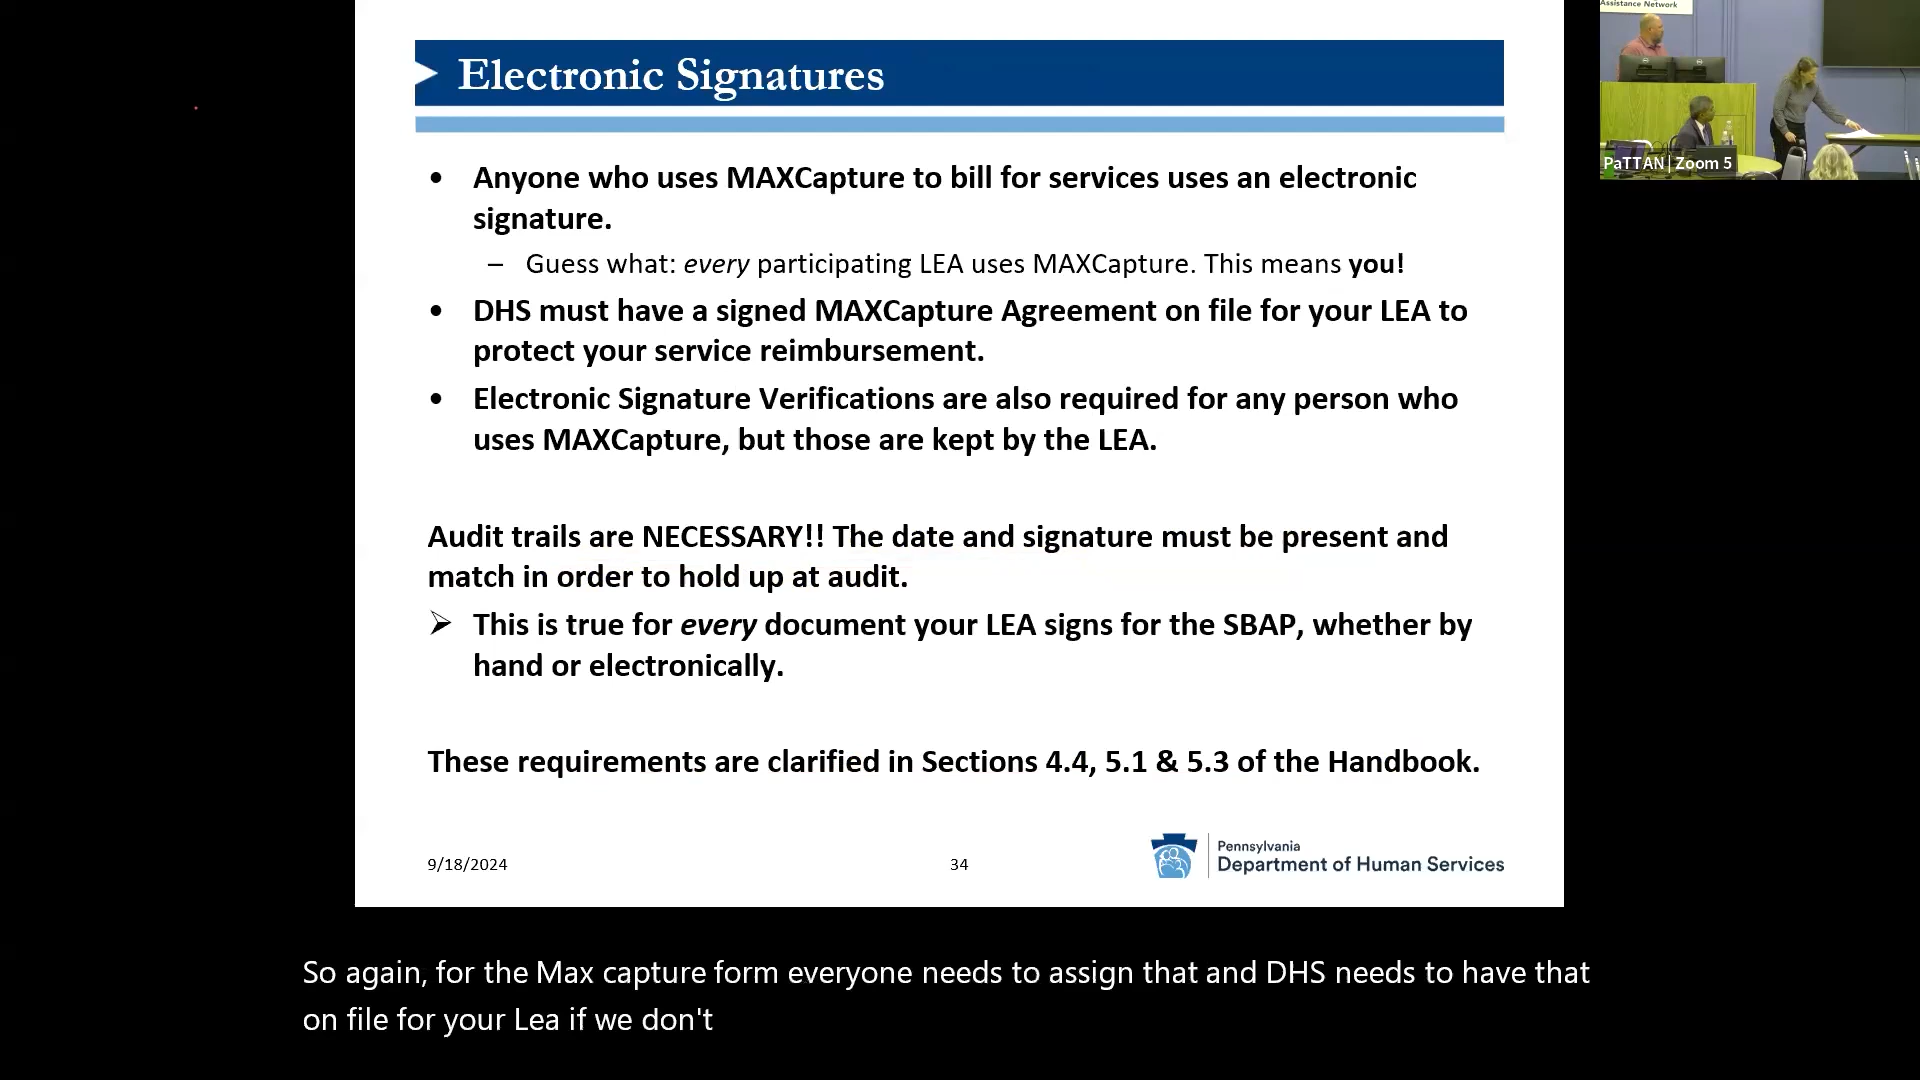 Assistance Network
PaTTAN | Zoom 5
Electronic Signatures
• Anyone who uses MAXCapture to bill for services uses an electronic
signature.
– Guess what: every participating LEA uses MAXCapture. This means you!
• DHS must have a signed MAXCapture Agreement on file for your LEA to
protect your service reimbursement.
• Electronic Signature Verifications are also required for any person who
uses MAXCapture, but those are kept by the LEA.
Audit trails are NECESSARY!! The date and signature must be present and
match in order to hold up at audit.
➢ This is true for every document your LEA signs for the SBAP, whether by
hand or electronically.
These requirements are clarified in Sections 4.4, 5.1 & 5.3 of the Handbook.
9/18/2024
34
Pennsylvania
Department of Human Services
So again, for the Max capture form everyone needs to assign that and DHS needs to have that
on file for your Lea if we don't